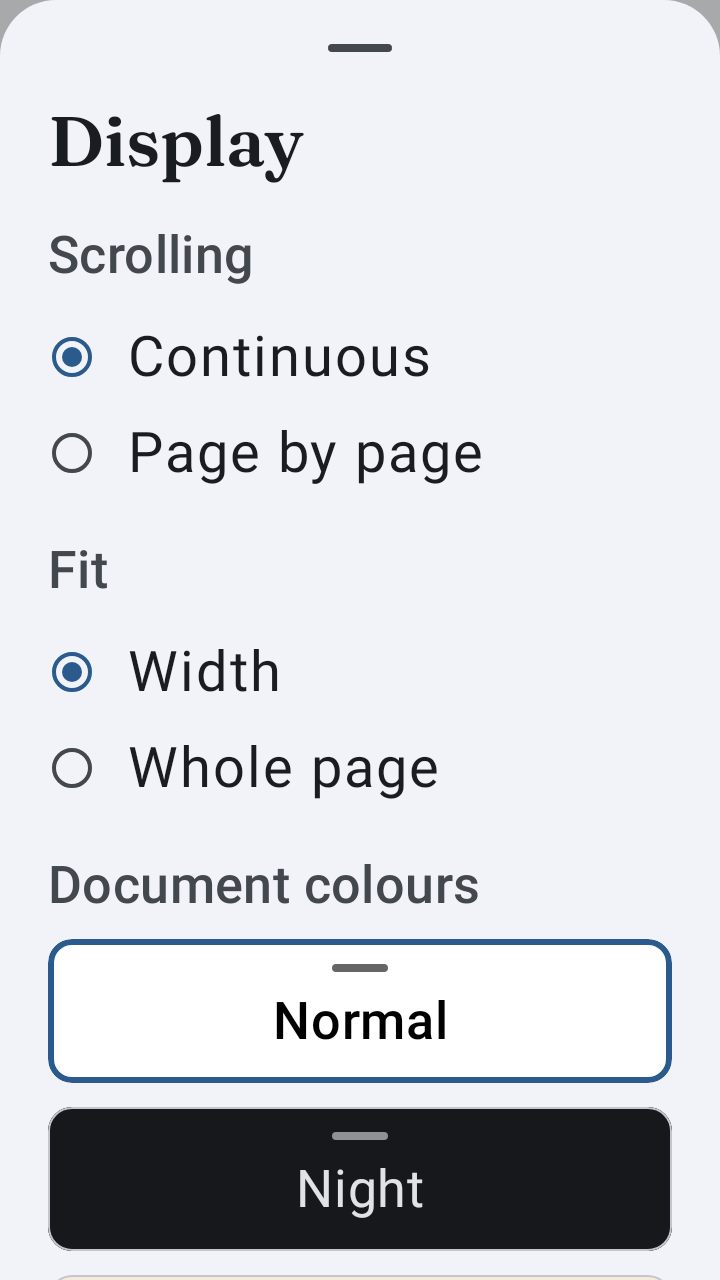 Display
Scrolling
Continuous
Page by page
Fit
Width
Whole page
Document colours
Normal
Night